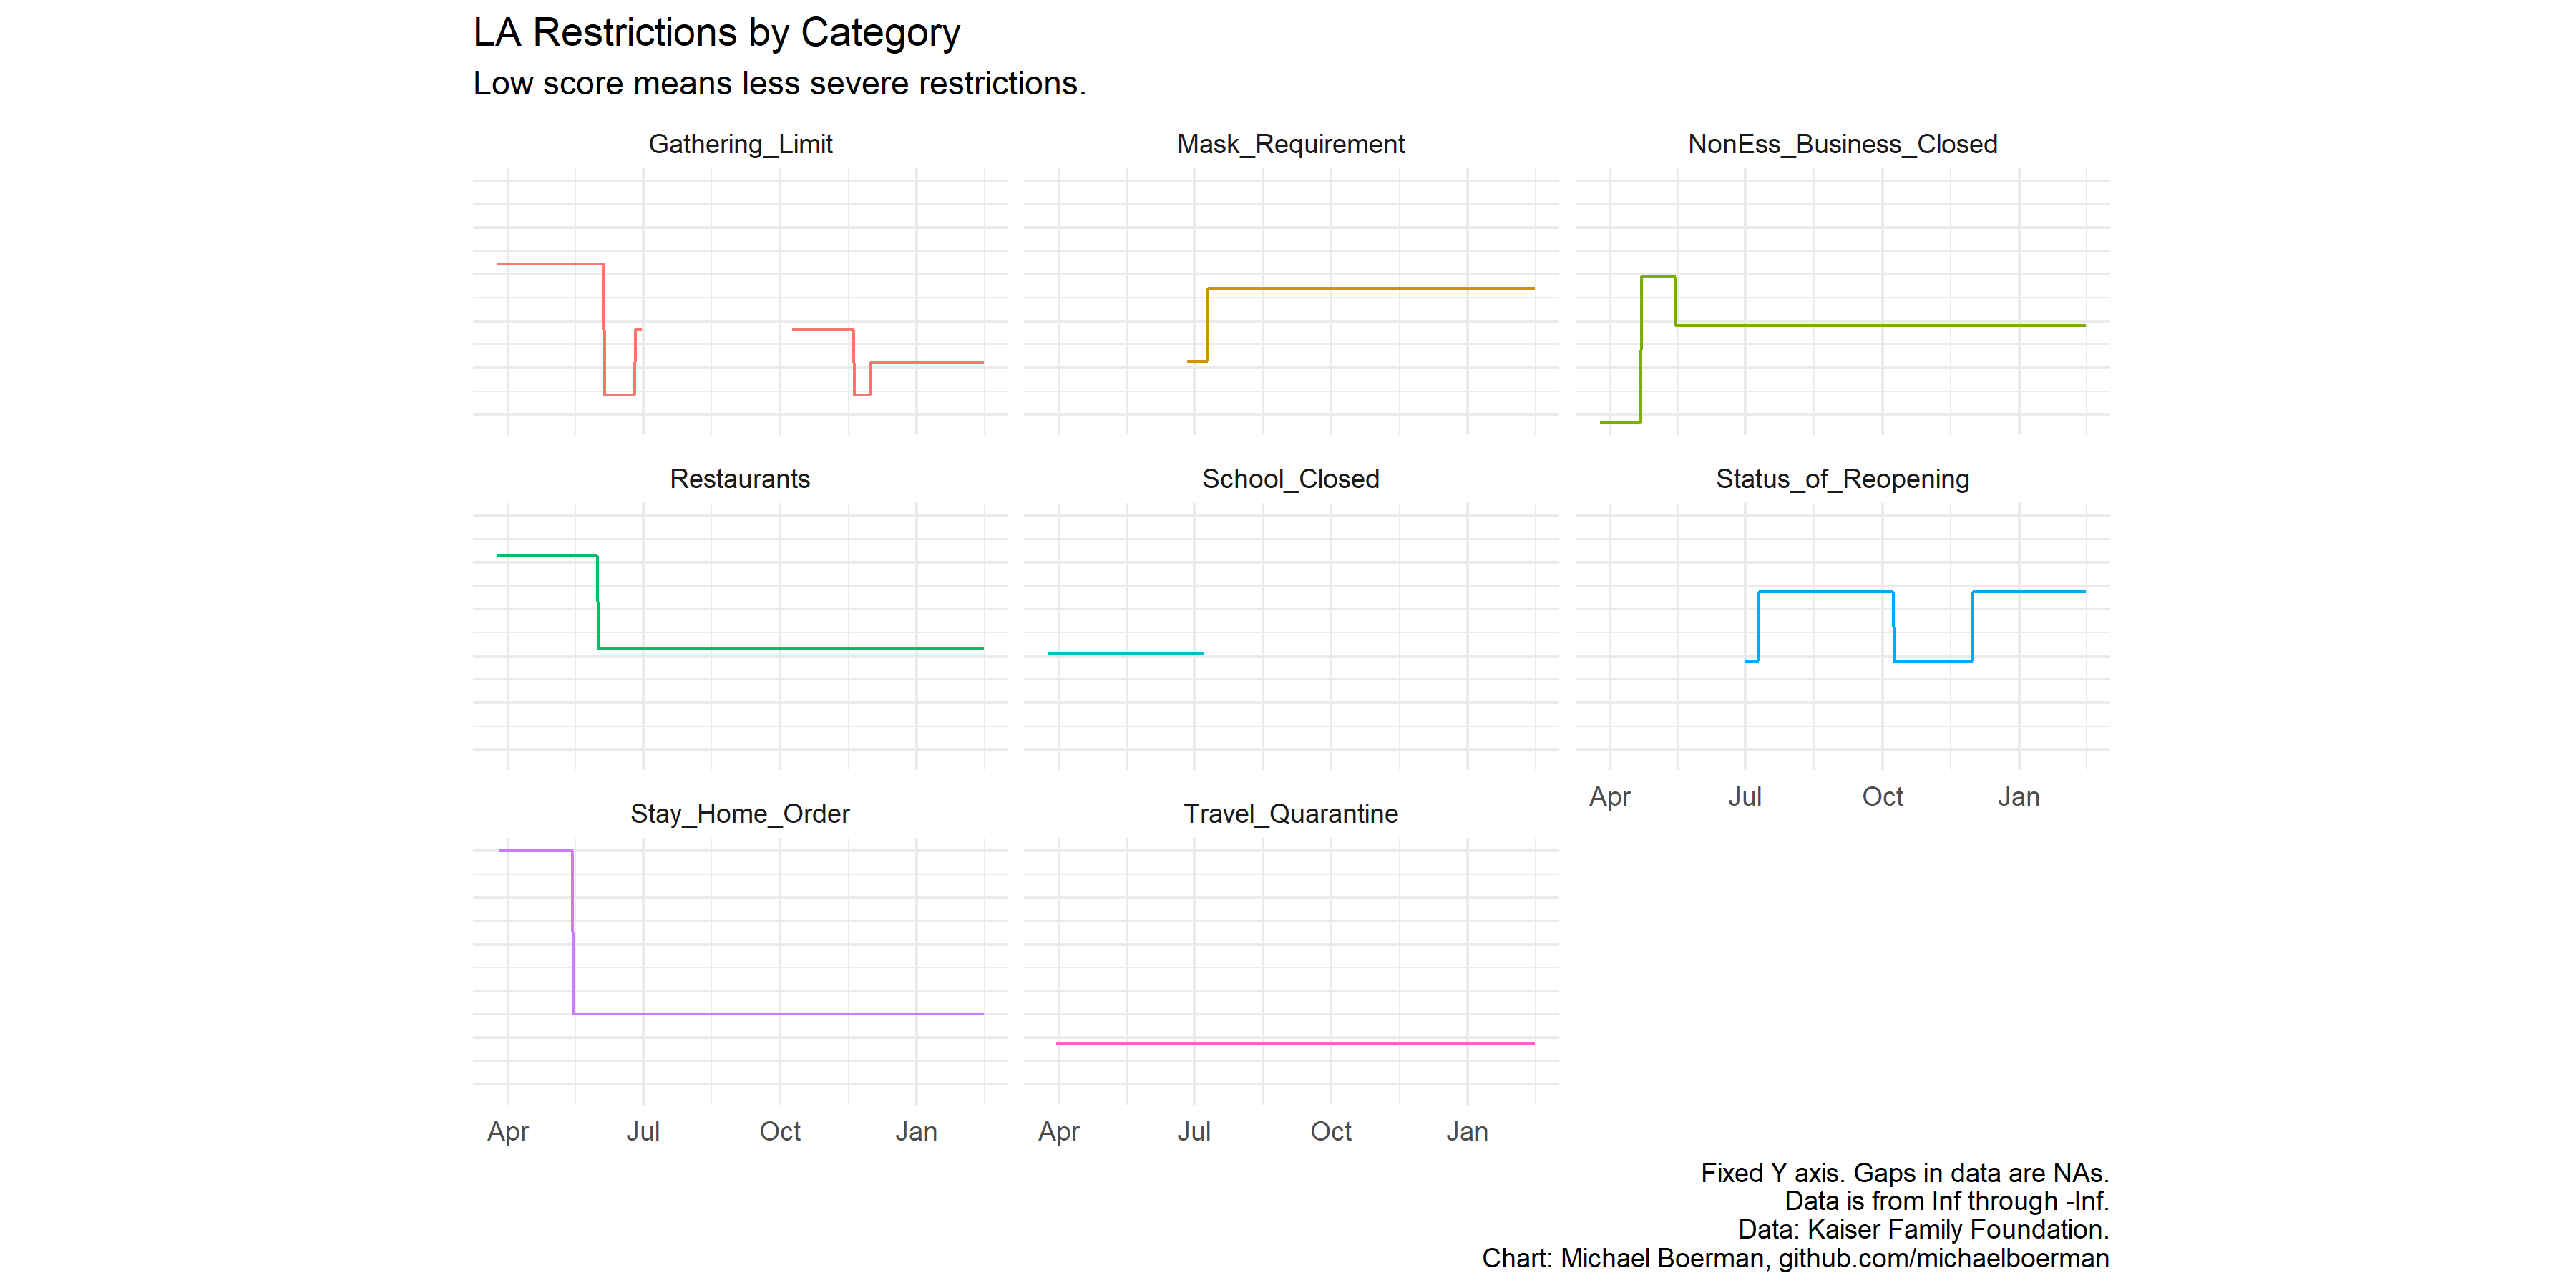 LA Restrictions by Category
Low score means less severe restrictions.
Gathering_Limit
Mask_Requirement
NonEss_Business_Closed
Restaurants
School_Closed
Status_of_Reopening
Apr Jul Oct Jan
Stay_Home_Order
Travel_Quarantine
Apr Jul Oct Jan
Apr Jul Oct Jan
Fixed Y axis. Gaps in data are NAs.
Data is from Inf through -Inf.
Data: Kaiser Family Foundation.
Chart: Michael Boerman, github.com/michaelboerman